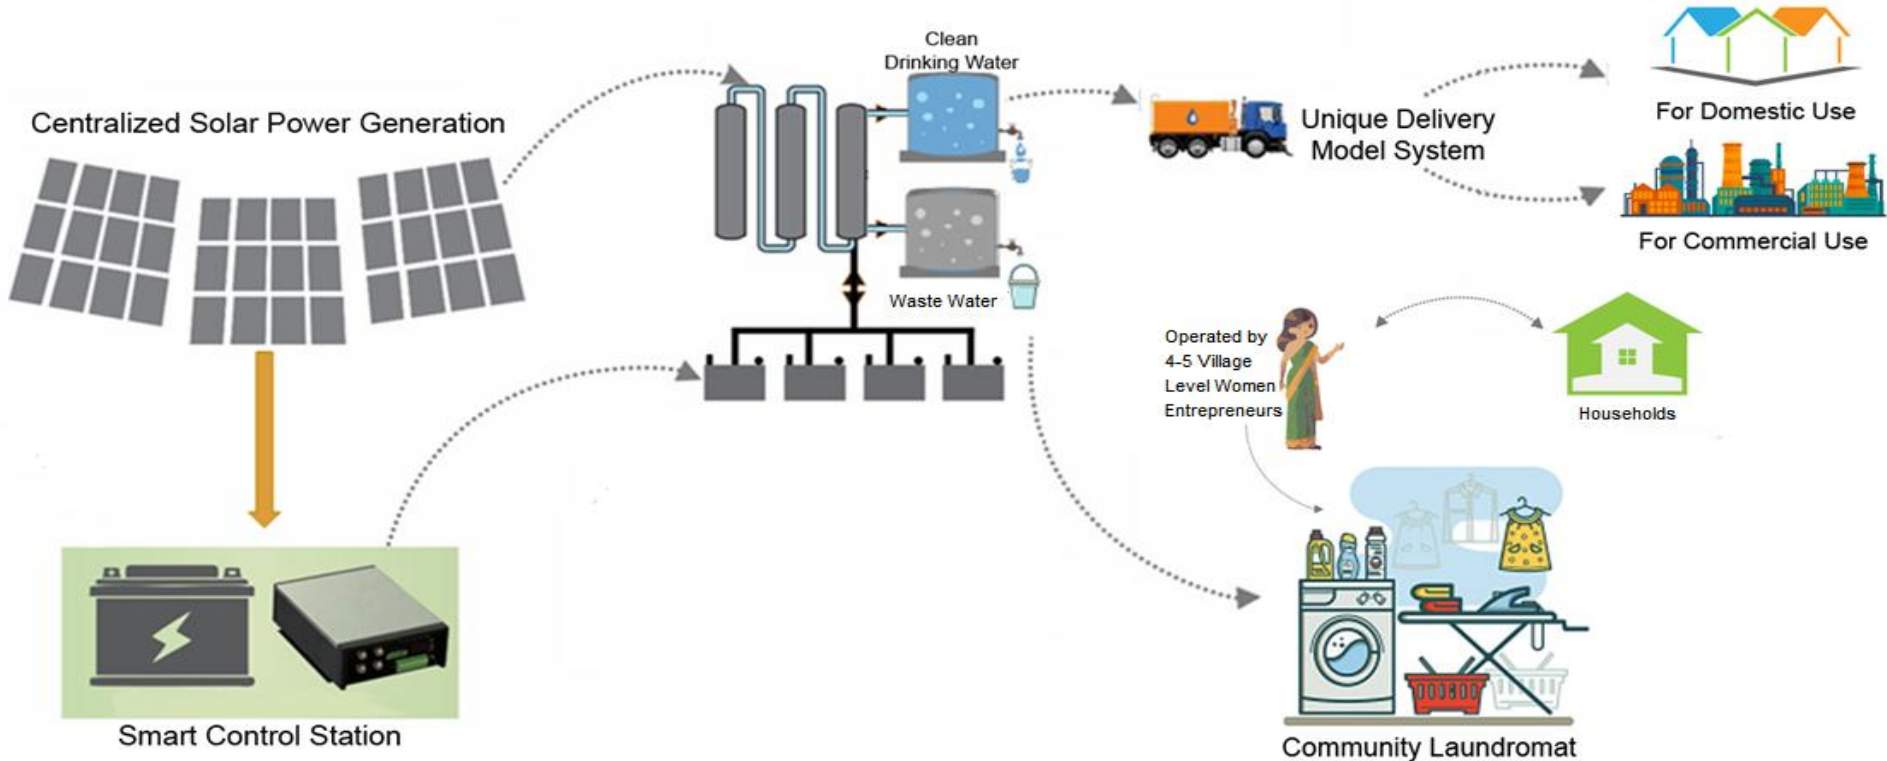 Centralized Solar Power Generation
Smart Control Station
Clean
Drinking Water
Waste Water
Unique Delivery
Model System
For Domestic Use
For Commercial Use
Operated by
4-5 Village
Level Women
Entrepreneurs
Households
Community Laundromat